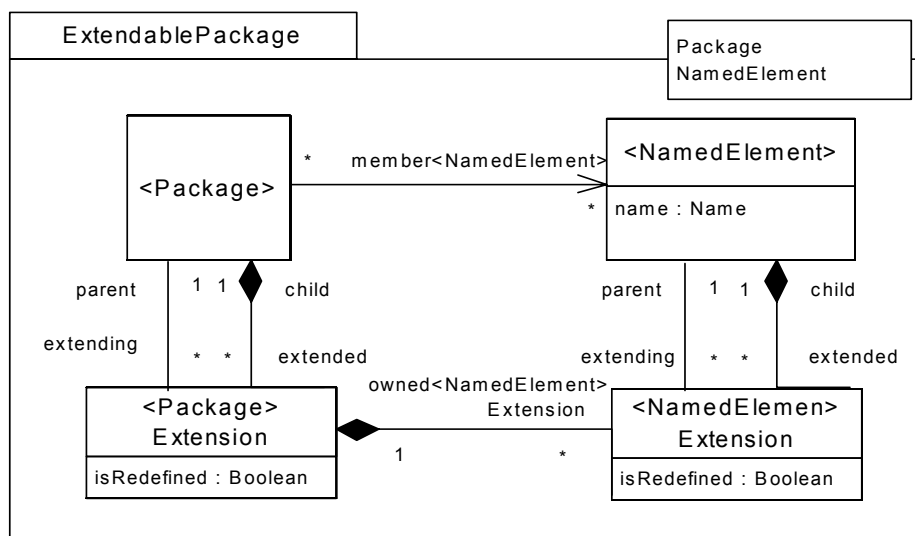 ExtendablePackage
Package
NamedElement
<Package>
* member<NamedElement>
*
<NamedElement>
name : Name
parent 1 1 child
extending * * extended
parent 1 1 child
extending * * extended
<Package>
Extension
isRedefined : Boolean
owned<NamedElement>
Extension
1 *
<NamedElemen>
Extension
isRedefined : Boolean